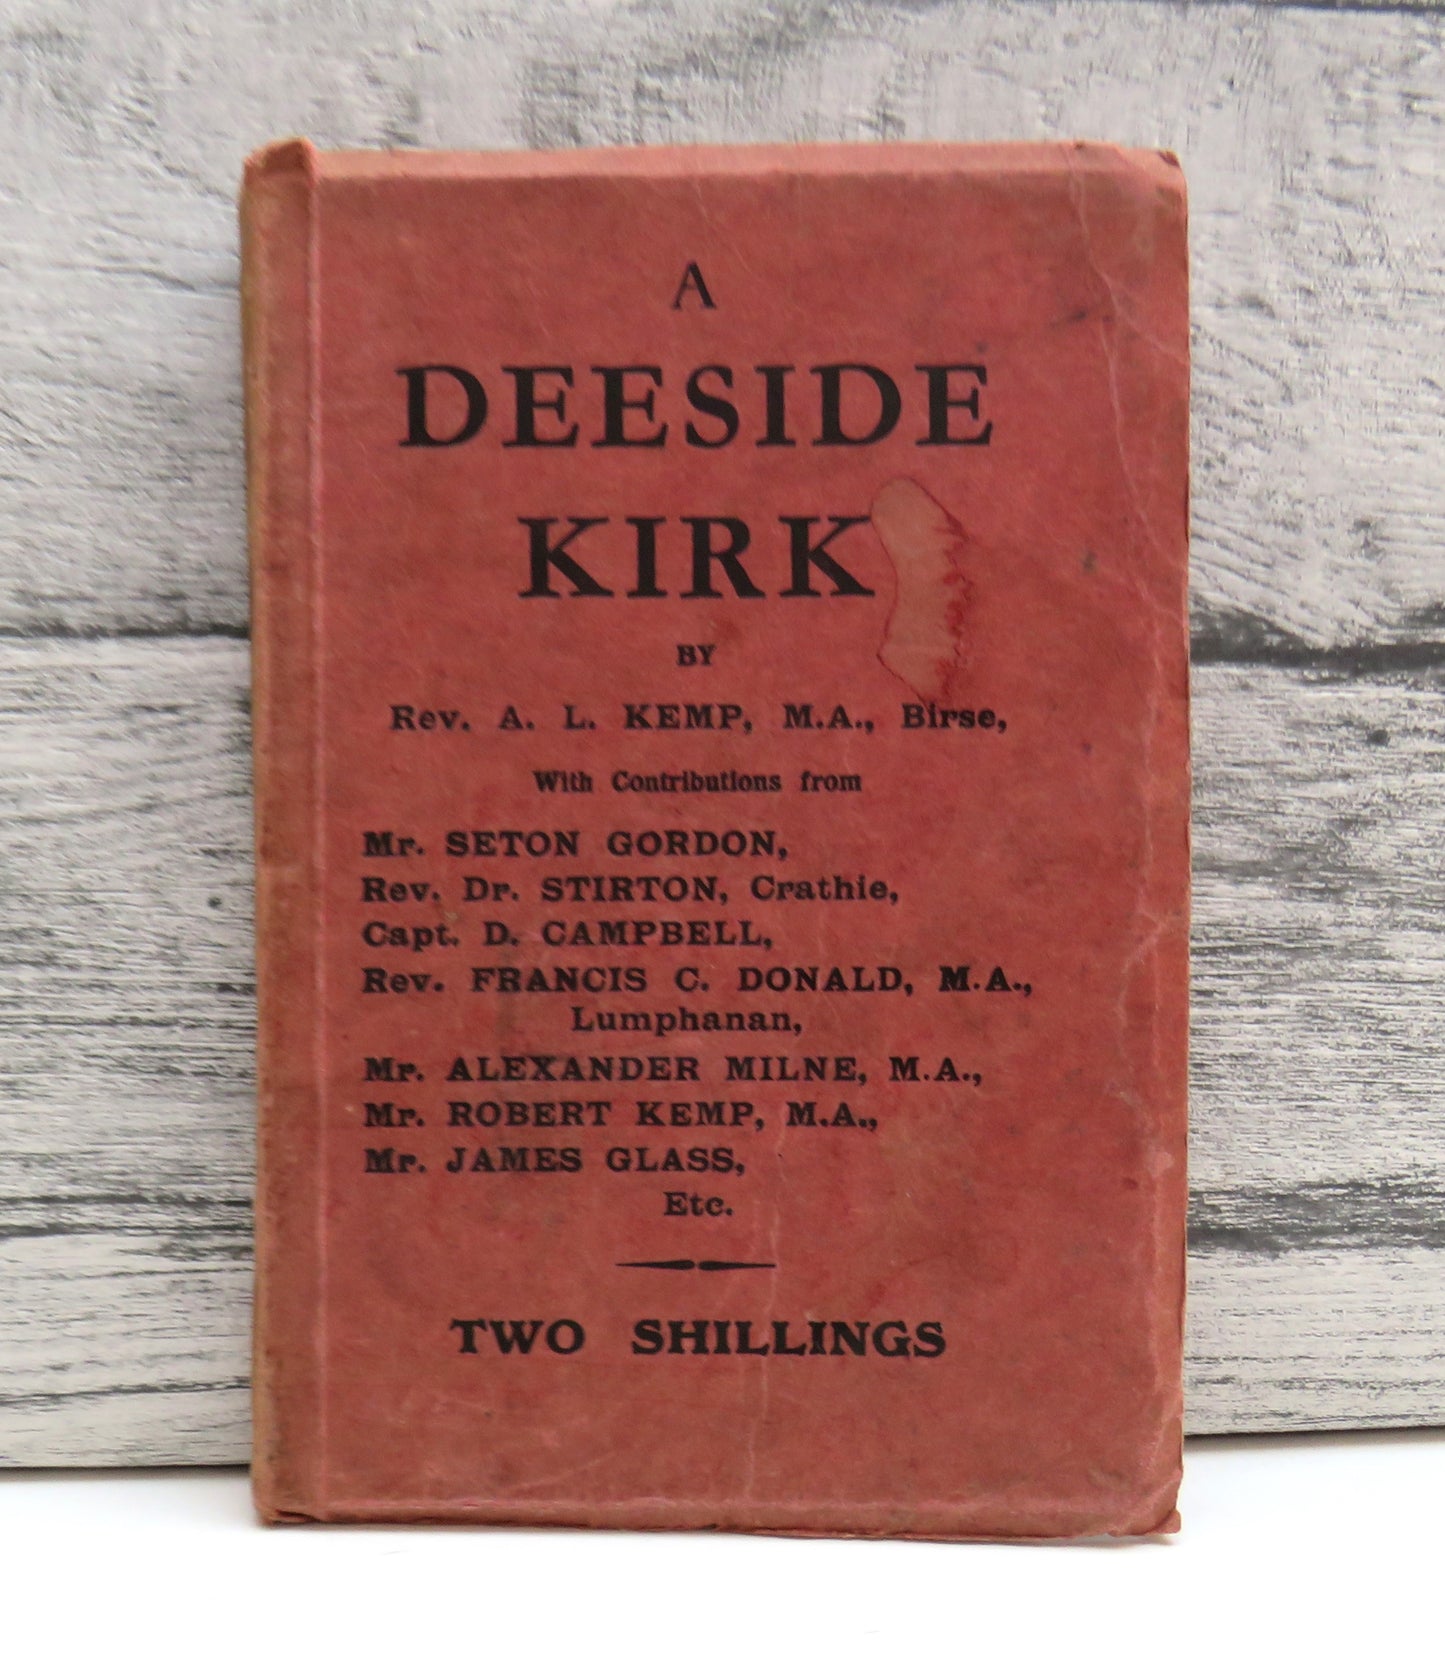 A
DEESIDE
KIRK
BY
Rev. A. L. KEMP, M.A., Birse,
With Contributions from
Mr. SETON GORDON,
Rev. Dr. STIRTON, Crathie,
Capt. D. CAMPBELL,
Rev. FRANCIS C. DONALD, M.A.,
Lumphanan,
Mr. ALEXANDER MILNE, M.A.,
Mr. ROBERT KEMP, M.A.,
Mr. JAMES GLASS,
Etc.
TWO SHILLINGS